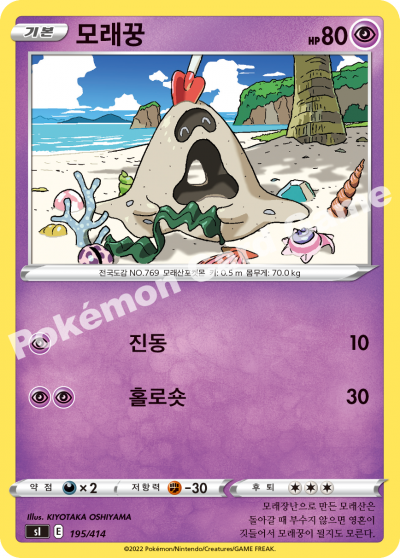 기본 모래꿍 HP 80
전국도감 NO.769 모래산포켓몬 키: 0.5 m 몸무게: 70.0 kg
진동 10
홀로숏 30
약점 ×2 저항력 -30 후퇴
Illus. KIYOTAKA OSHIYAMA
sI E 195/414
모래장난으로 만든 모래산은
돌아갈 때 부수지 않으면 영혼이
깃들어서 모래꿍이 될지도 모른다.
©2022 Pokémon/Nintendo/Creatures/GAME FREAK.